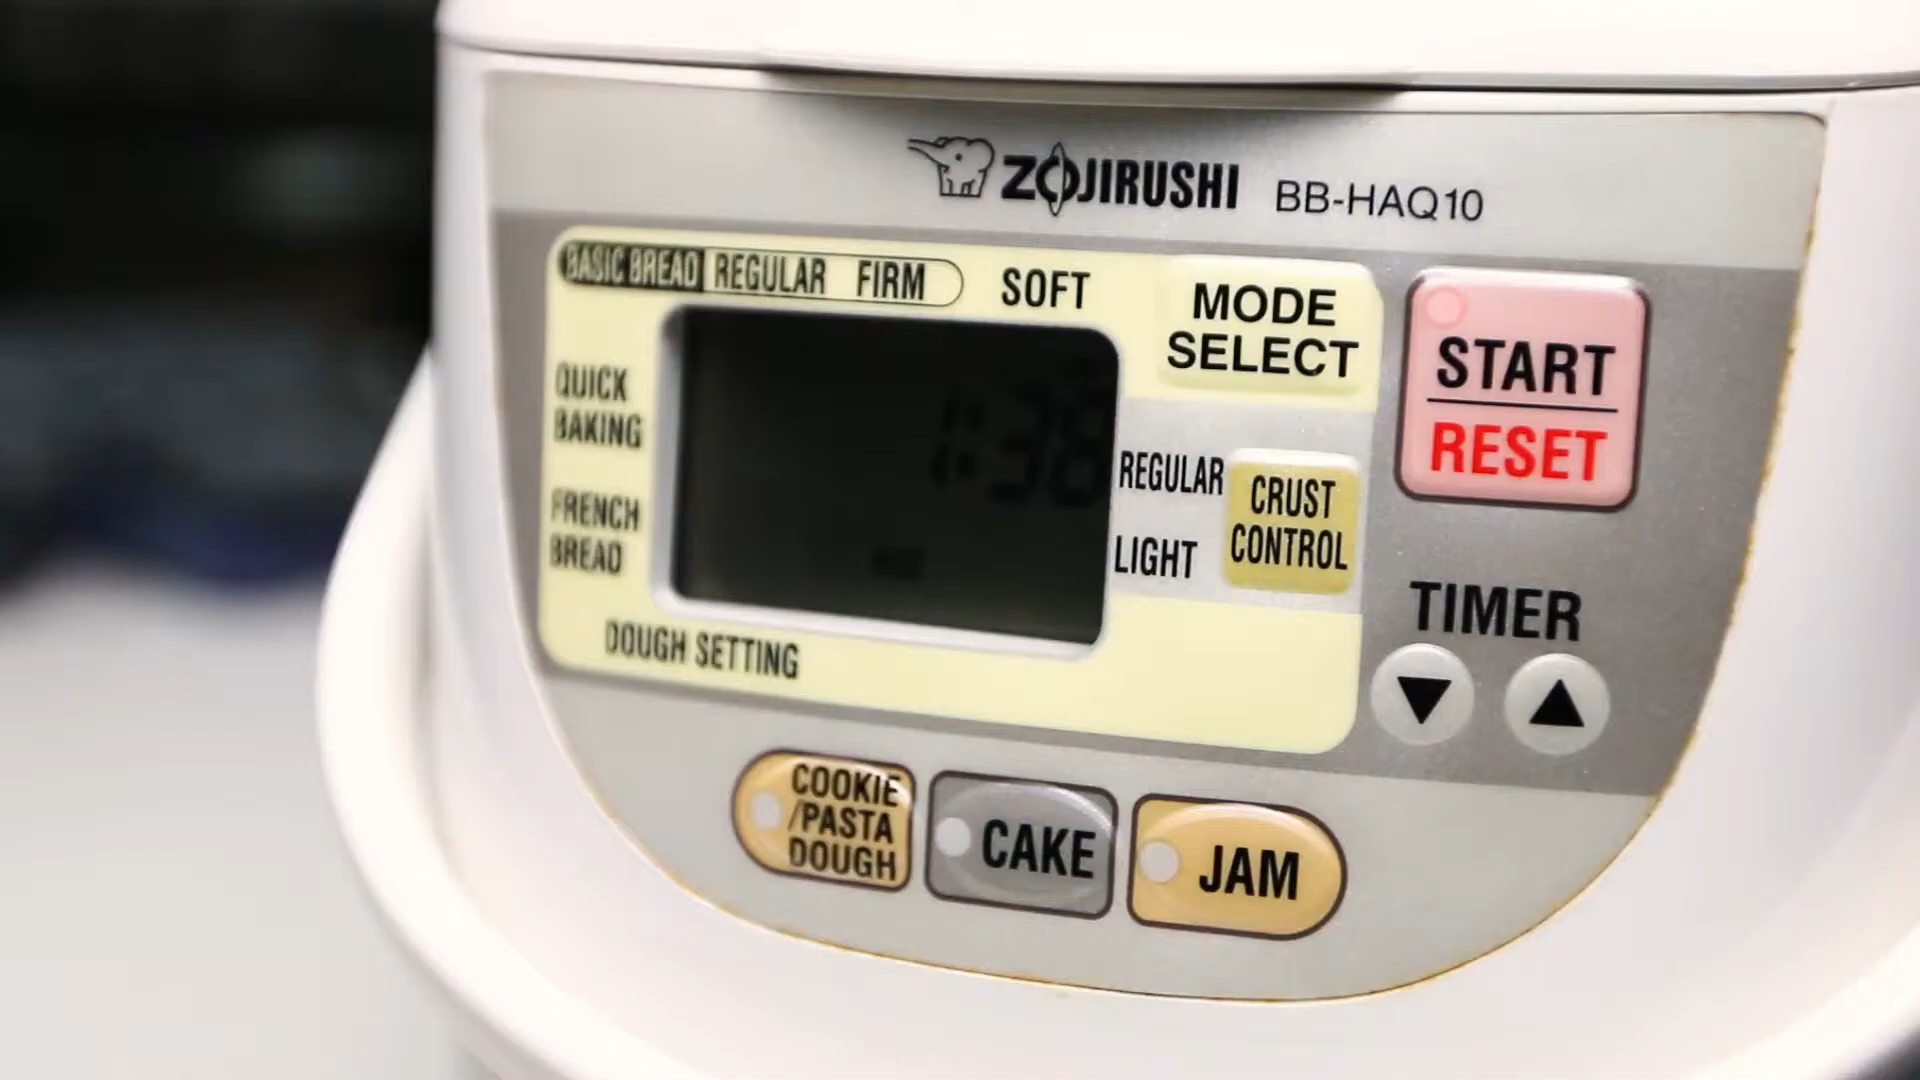 ZOJIRUSHI BB-HAQ10
BASIC BREAD REGULAR FIRM SOFT
MODE
SELECT
START
RESET
QUICK
BAKING
1:38
REGULAR
CRUST
CONTROL
LIGHT
FRENCH
BREAD
DOUGH SETTING
TIMER
COOKIE
/PASTA
DOUGH
CAKE
JAM